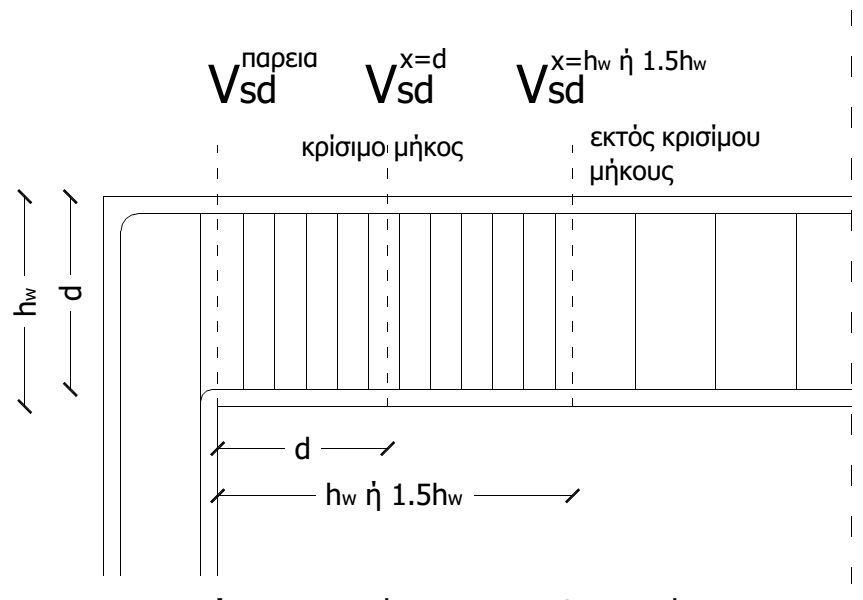 Vsd παρεια
Vsd x=d
Vsd x=hw ή 1.5hw
κρίσιμο μήκος
εκτός κρισίμου
μήκους
hw
d
d
hw ή 1.5hw